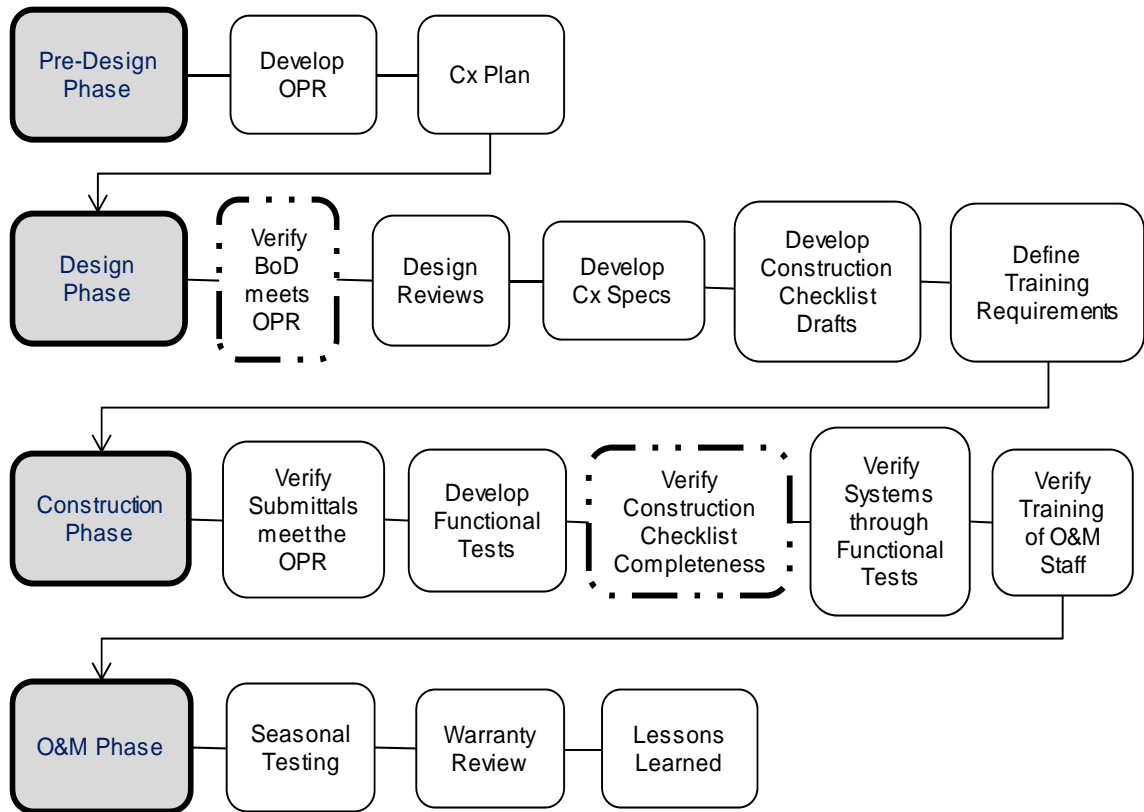 Pre-Design
Phase
Develop
OPR
Cx Plan
Design
Phase
Verify
BoD
meets
OPR
Design
Reviews
Develop
Cx Specs
Develop
Construction
Checklist
Drafts
Define
Training
Requirements
Construction
Phase
Verify
Submittals
meet the
OPR
Develop
Functional
Tests
Verify
Construction
Checklist
Completeness
Verify
Systems
through
Functional
Tests
Verify
Training
of O&M
Staff
O&M Phase
Seasonal
Testing
Warranty
Review
Lessons
Learned